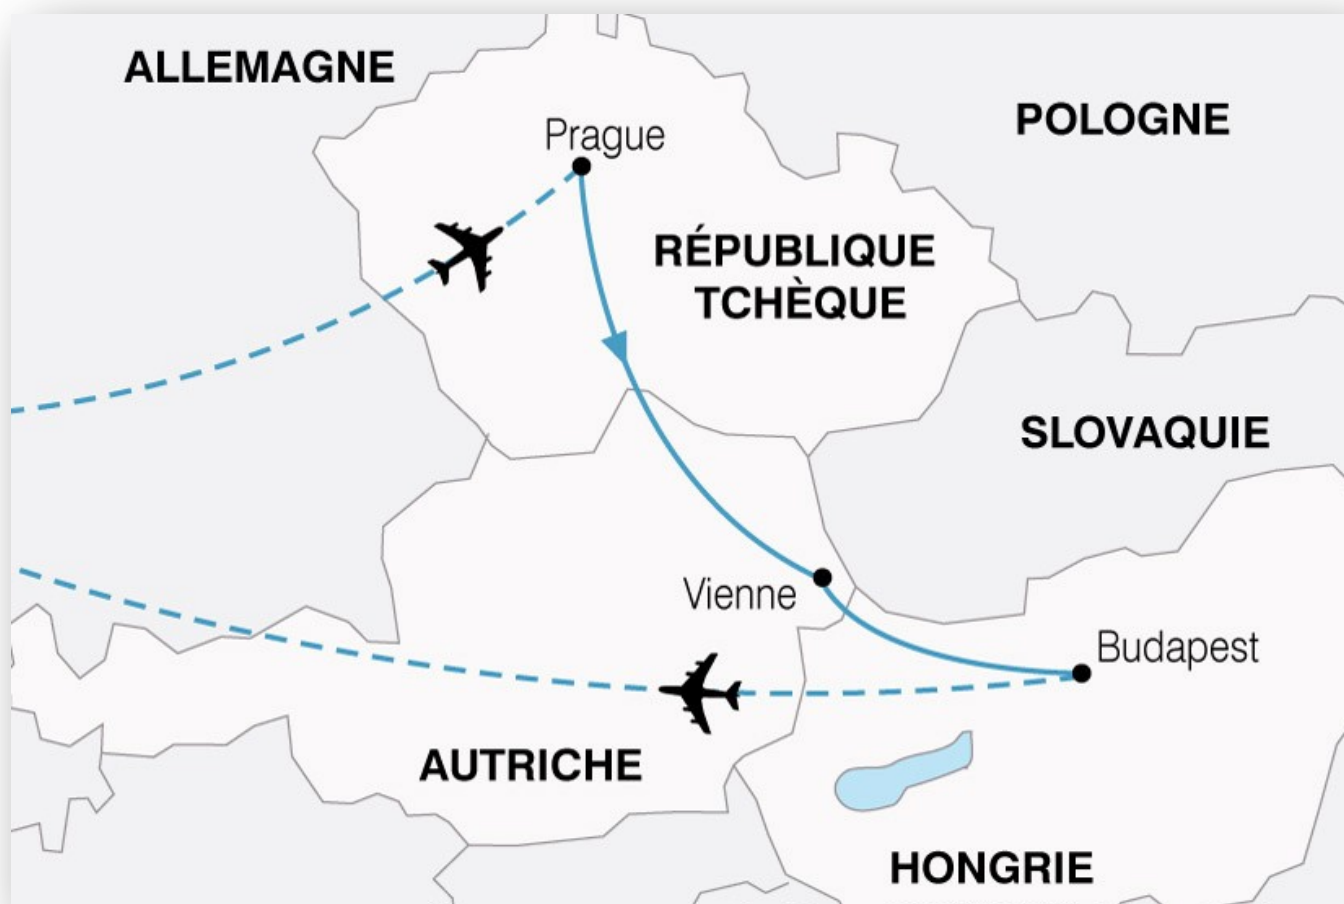 ALLEMAGNE
POLOGNE
Prague
RÉPUBLIQUE
TCHÈQUE
SLOVAQUIE
Vienne
Budapest
AUTRICHE
HONGRIE